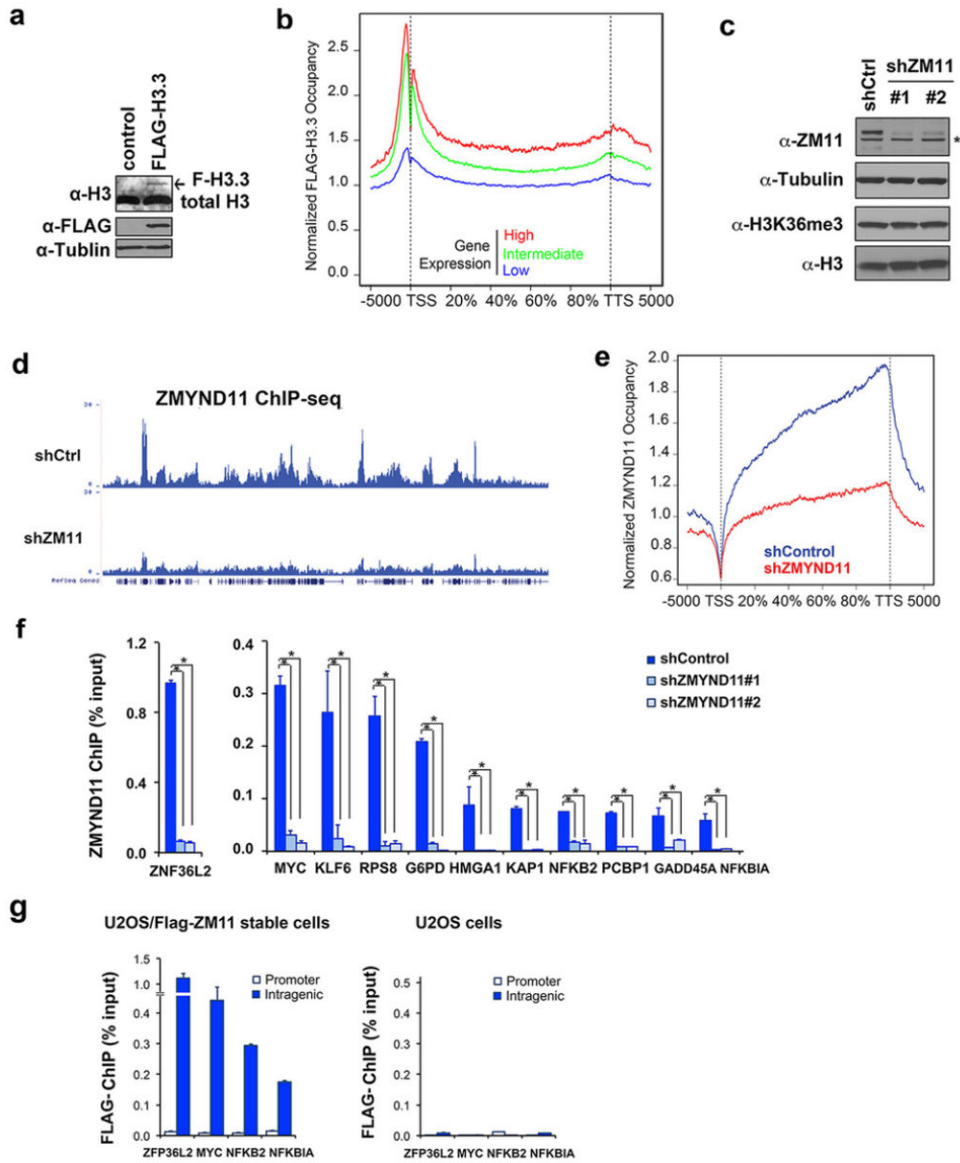 a
control
FLAG-H3.3
α-H3
← F-H3.3
total H3
α-FLAG
α-Tublin
b
Normalized FLAG-H3.3 Occupancy
2.5
2.0
1.5
1.0
0.5
0.0
Gene Expression
High
Intermediate
Low
-5000 TSS 20% 40% 60% 80% TTS 5000
c
shCtrl
shZM11
#1 #2
α-ZM11
*
α-Tubulin
α-H3K36me3
α-H3
d
ZMYND11 ChIP-seq
shCtrl
shZM11
RefSeq Genes
e
Normalized ZMYND11 Occupancy
2.0
1.8
1.6
1.4
1.2
1.0
0.8
0.6
shControl
shZMYND11
-5000 TSS 20% 40% 60% 80% TTS 5000
f
ZMYND11 ChIP (% input)
1.2
0.8
0.4
0.0
* *
ZNF36L2
0.4
0.3
0.2
0.1
0.0
* * * * * * * * * * * * * * * * * * * *
MYC KLF6 RPS8 G6PD HMGA1 KAP1 NFKB2 PCBP1 GADD45A NFKBIA
shControl
shZMYND11#1
shZMYND11#2
g
U2OS/Flag-ZM11 stable cells
FLAG- ChIP (% input)
1.5
1.0
0.5
0.4
0.3
0.2
0.1
0.0
Promoter
Intragenic
ZFP36L2 MYC NFKB2 NFKBIA
U2OS cells
FLAG- ChIP (% input)
0.5
0.4
0.3
0.2
0.1
0.0
Promoter
Intragenic
ZFP36L2 MYC NFKB2 NFKBIA